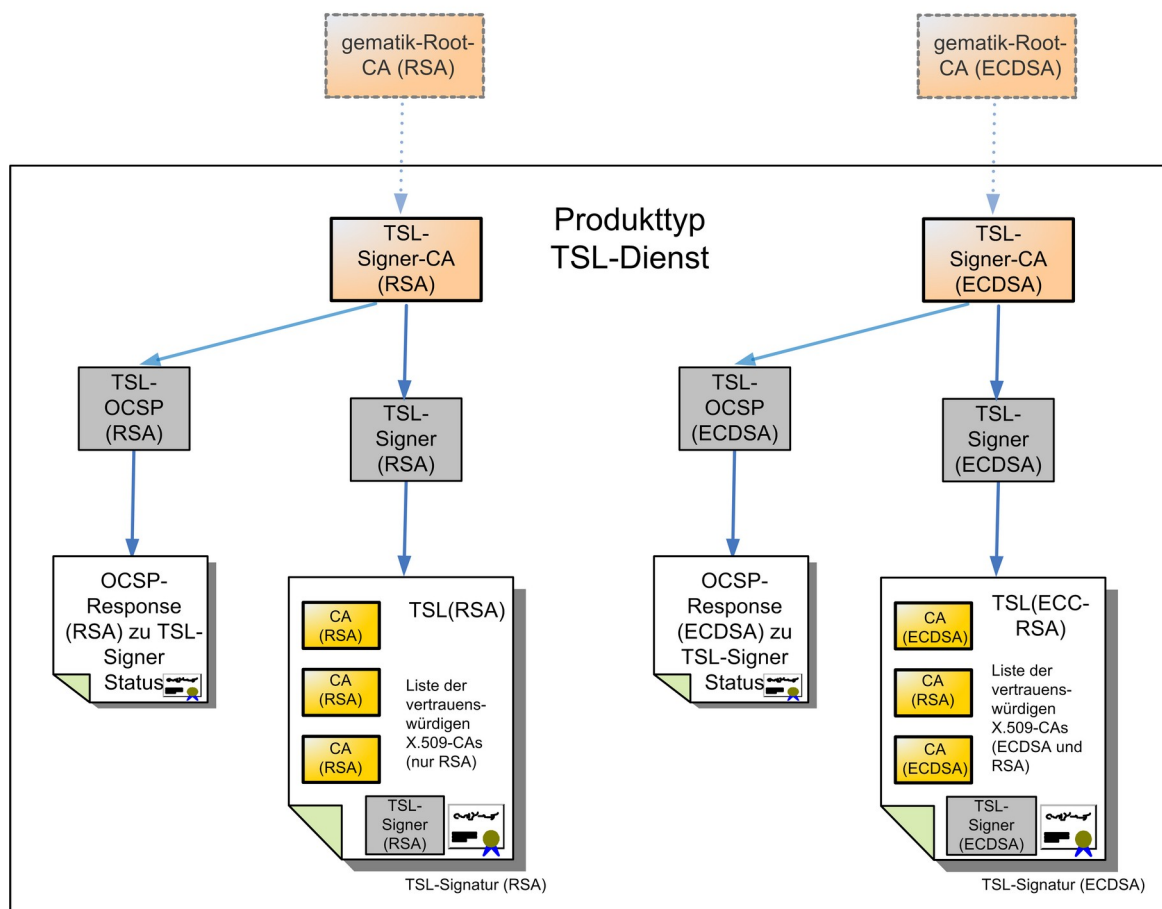 gematik-Root-
CA (RSA)
gematik-Root-
CA (ECDSA)
Produkttyp
TSL-Dienst
TSL-
Signer-CA
(RSA)
TSL-
Signer-CA
(ECDSA)
TSL-
OCSP
(RSA)
TSL-
Signer
(RSA)
TSL-
OCSP
(ECDSA)
TSL-
Signer
(ECDSA)
OCSP-
Response
(RSA) zu TSL-
Signer
Status
TSL(RSA)
CA
(RSA)
CA
(RSA)
CA
(RSA)
Liste der
vertrauens-
würdigen
X.509-CAs
(nur RSA)
TSL-
Signer
(RSA)
TSL-Signatur (RSA)
OCSP-
Response
(ECDSA) zu
TSL-Signer
Status
TSL(ECC-
RSA)
CA
(ECDSA)
CA
(RSA)
CA
(ECDSA)
Liste der
vertrauens-
würdigen
X.509-CAs
(ECDSA und
RSA)
TSL-
Signer
(ECDSA)
TSL-Signatur (ECDSA)